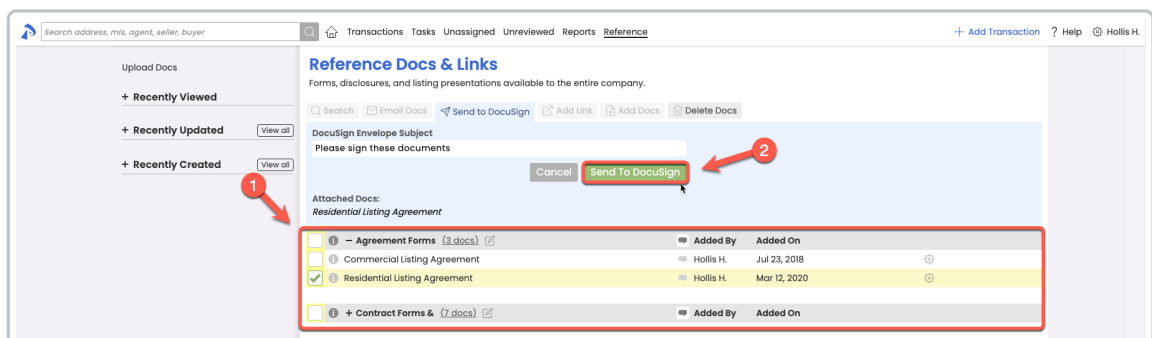 Search address, mls, agent, seller, buyer
Transactions Tasks Unassigned Unreviewed Reports Reference
+ Add Transaction ? Help Hollis H.
Upload Docs
+ Recently Viewed
+ Recently Updated View all
+ Recently Created View all
Reference Docs & Links
Forms, disclosures, and listing presentations available to the entire company.
Search Email Docs Send to DocuSign Add Link Add Docs Delete Docs
DocuSign Envelope Subject
Please sign these documents
Cancel Send To DocuSign
2
Attached Docs:
Residential Listing Agreement
1
– Agreement Forms (3 docs) Added By Added On
Commercial Listing Agreement Hollis H. Jul 23, 2018
Residential Listing Agreement Hollis H. Mar 12, 2020
+ Contract Forms & (7 docs) Added By Added On